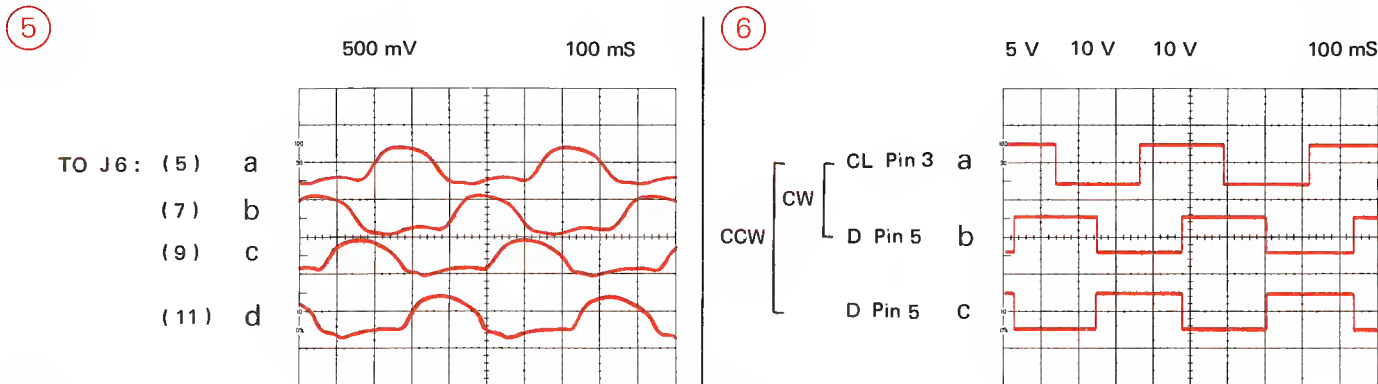 5
500 mV 100 mS
TO J6: (5) a
(7) b
(9) c
(11) d
6
5 V 10 V 10 V 100 mS
CL Pin 3 a
CW
D Pin 5 b
CCW
D Pin 5 c